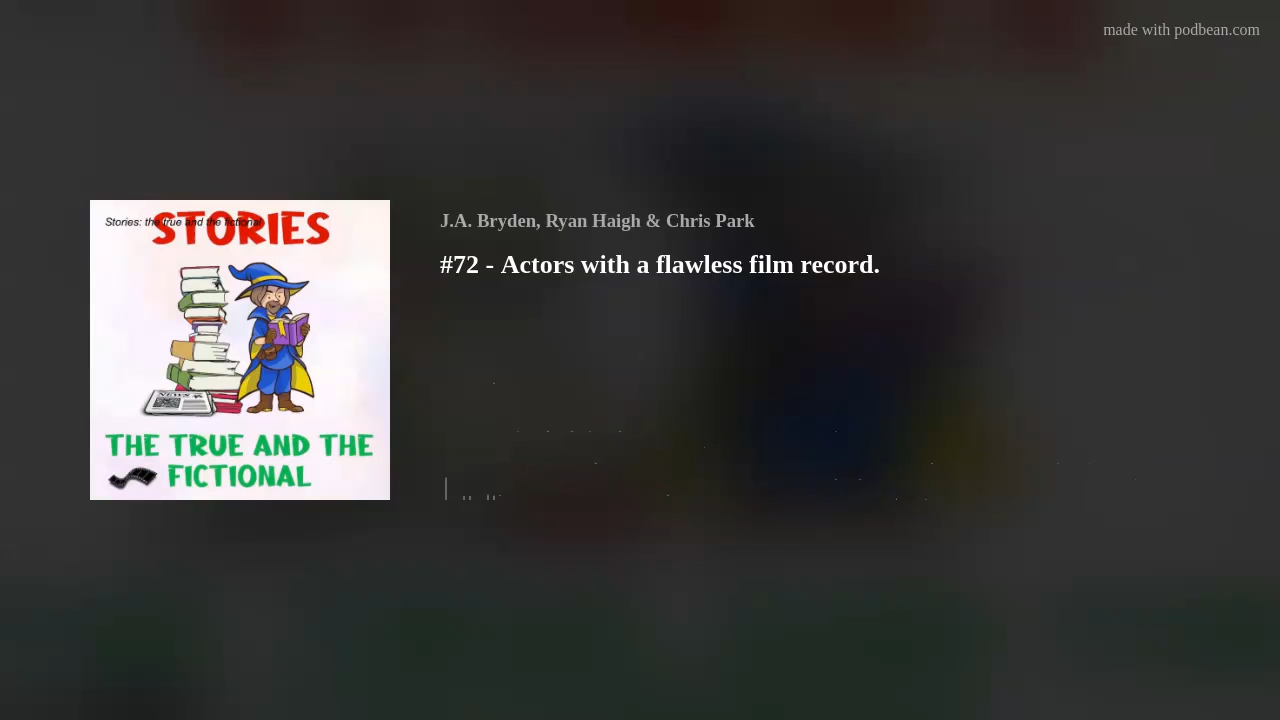 made with podbean.com
Stories: the true and the fictional
STORIES
NEWS
THE TRUE AND THE
FICTIONAL
J.A. Bryden, Ryan Haigh & Chris Park
#72 - Actors with a flawless film record.